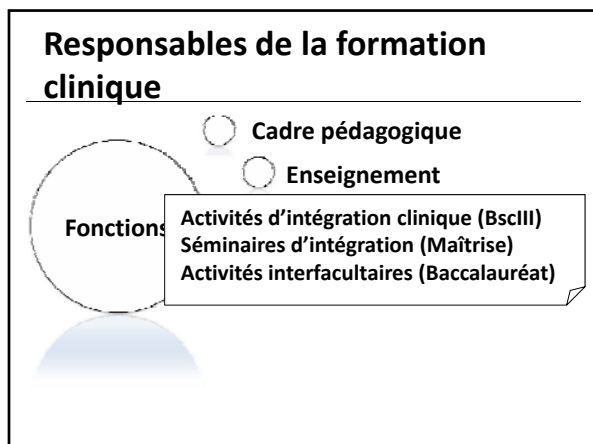 Responsables de la formation
clinique
Cadre pédagogique
Enseignement
Fonctions
Activités d’intégration clinique (BscIII)
Séminaires d’intégration (Maîtrise)
Activités interfacultaires (Baccalauréat)